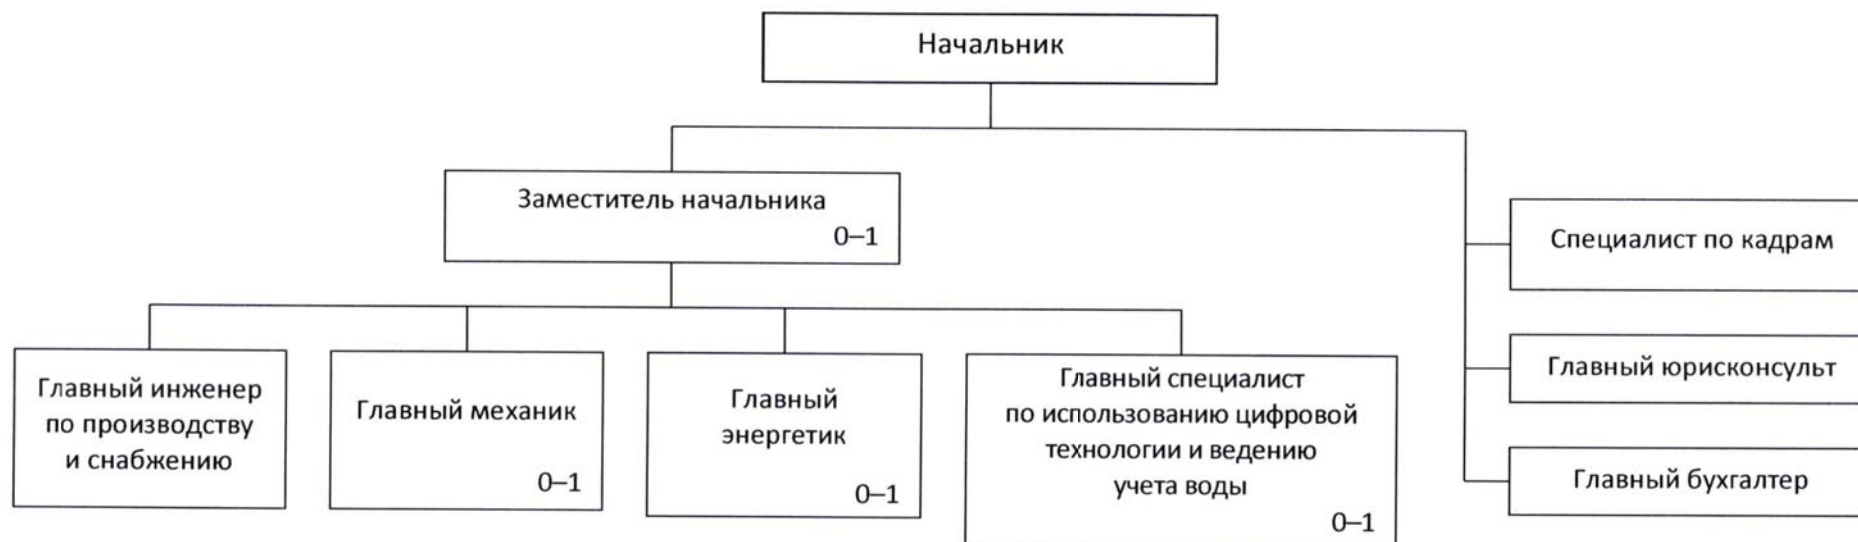 Начальник
Заместитель начальника
0–1
Специалист по кадрам
Главный юрисконсульт
Главный бухгалтер
Главный инженер
по производству
и снабжению
Главный механик
0–1
Главный
энергетик
0–1
Главный специалист
по использованию цифровой
технологии и ведению
учета воды
0–1